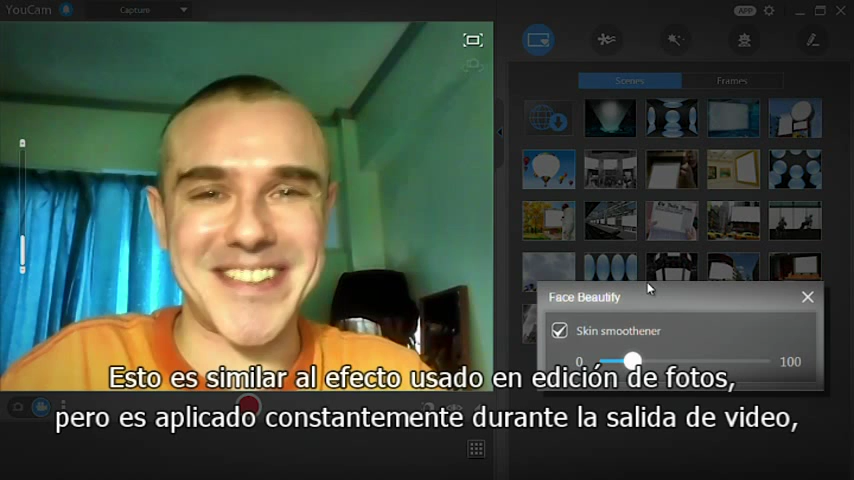 YouCam
Capture
APP
Scenes
Frames
Face Beautify
Skin smoothener
0
100
Esto es similar al efecto usado en edición de fotos,
pero es aplicado constantemente durante la salida de video,